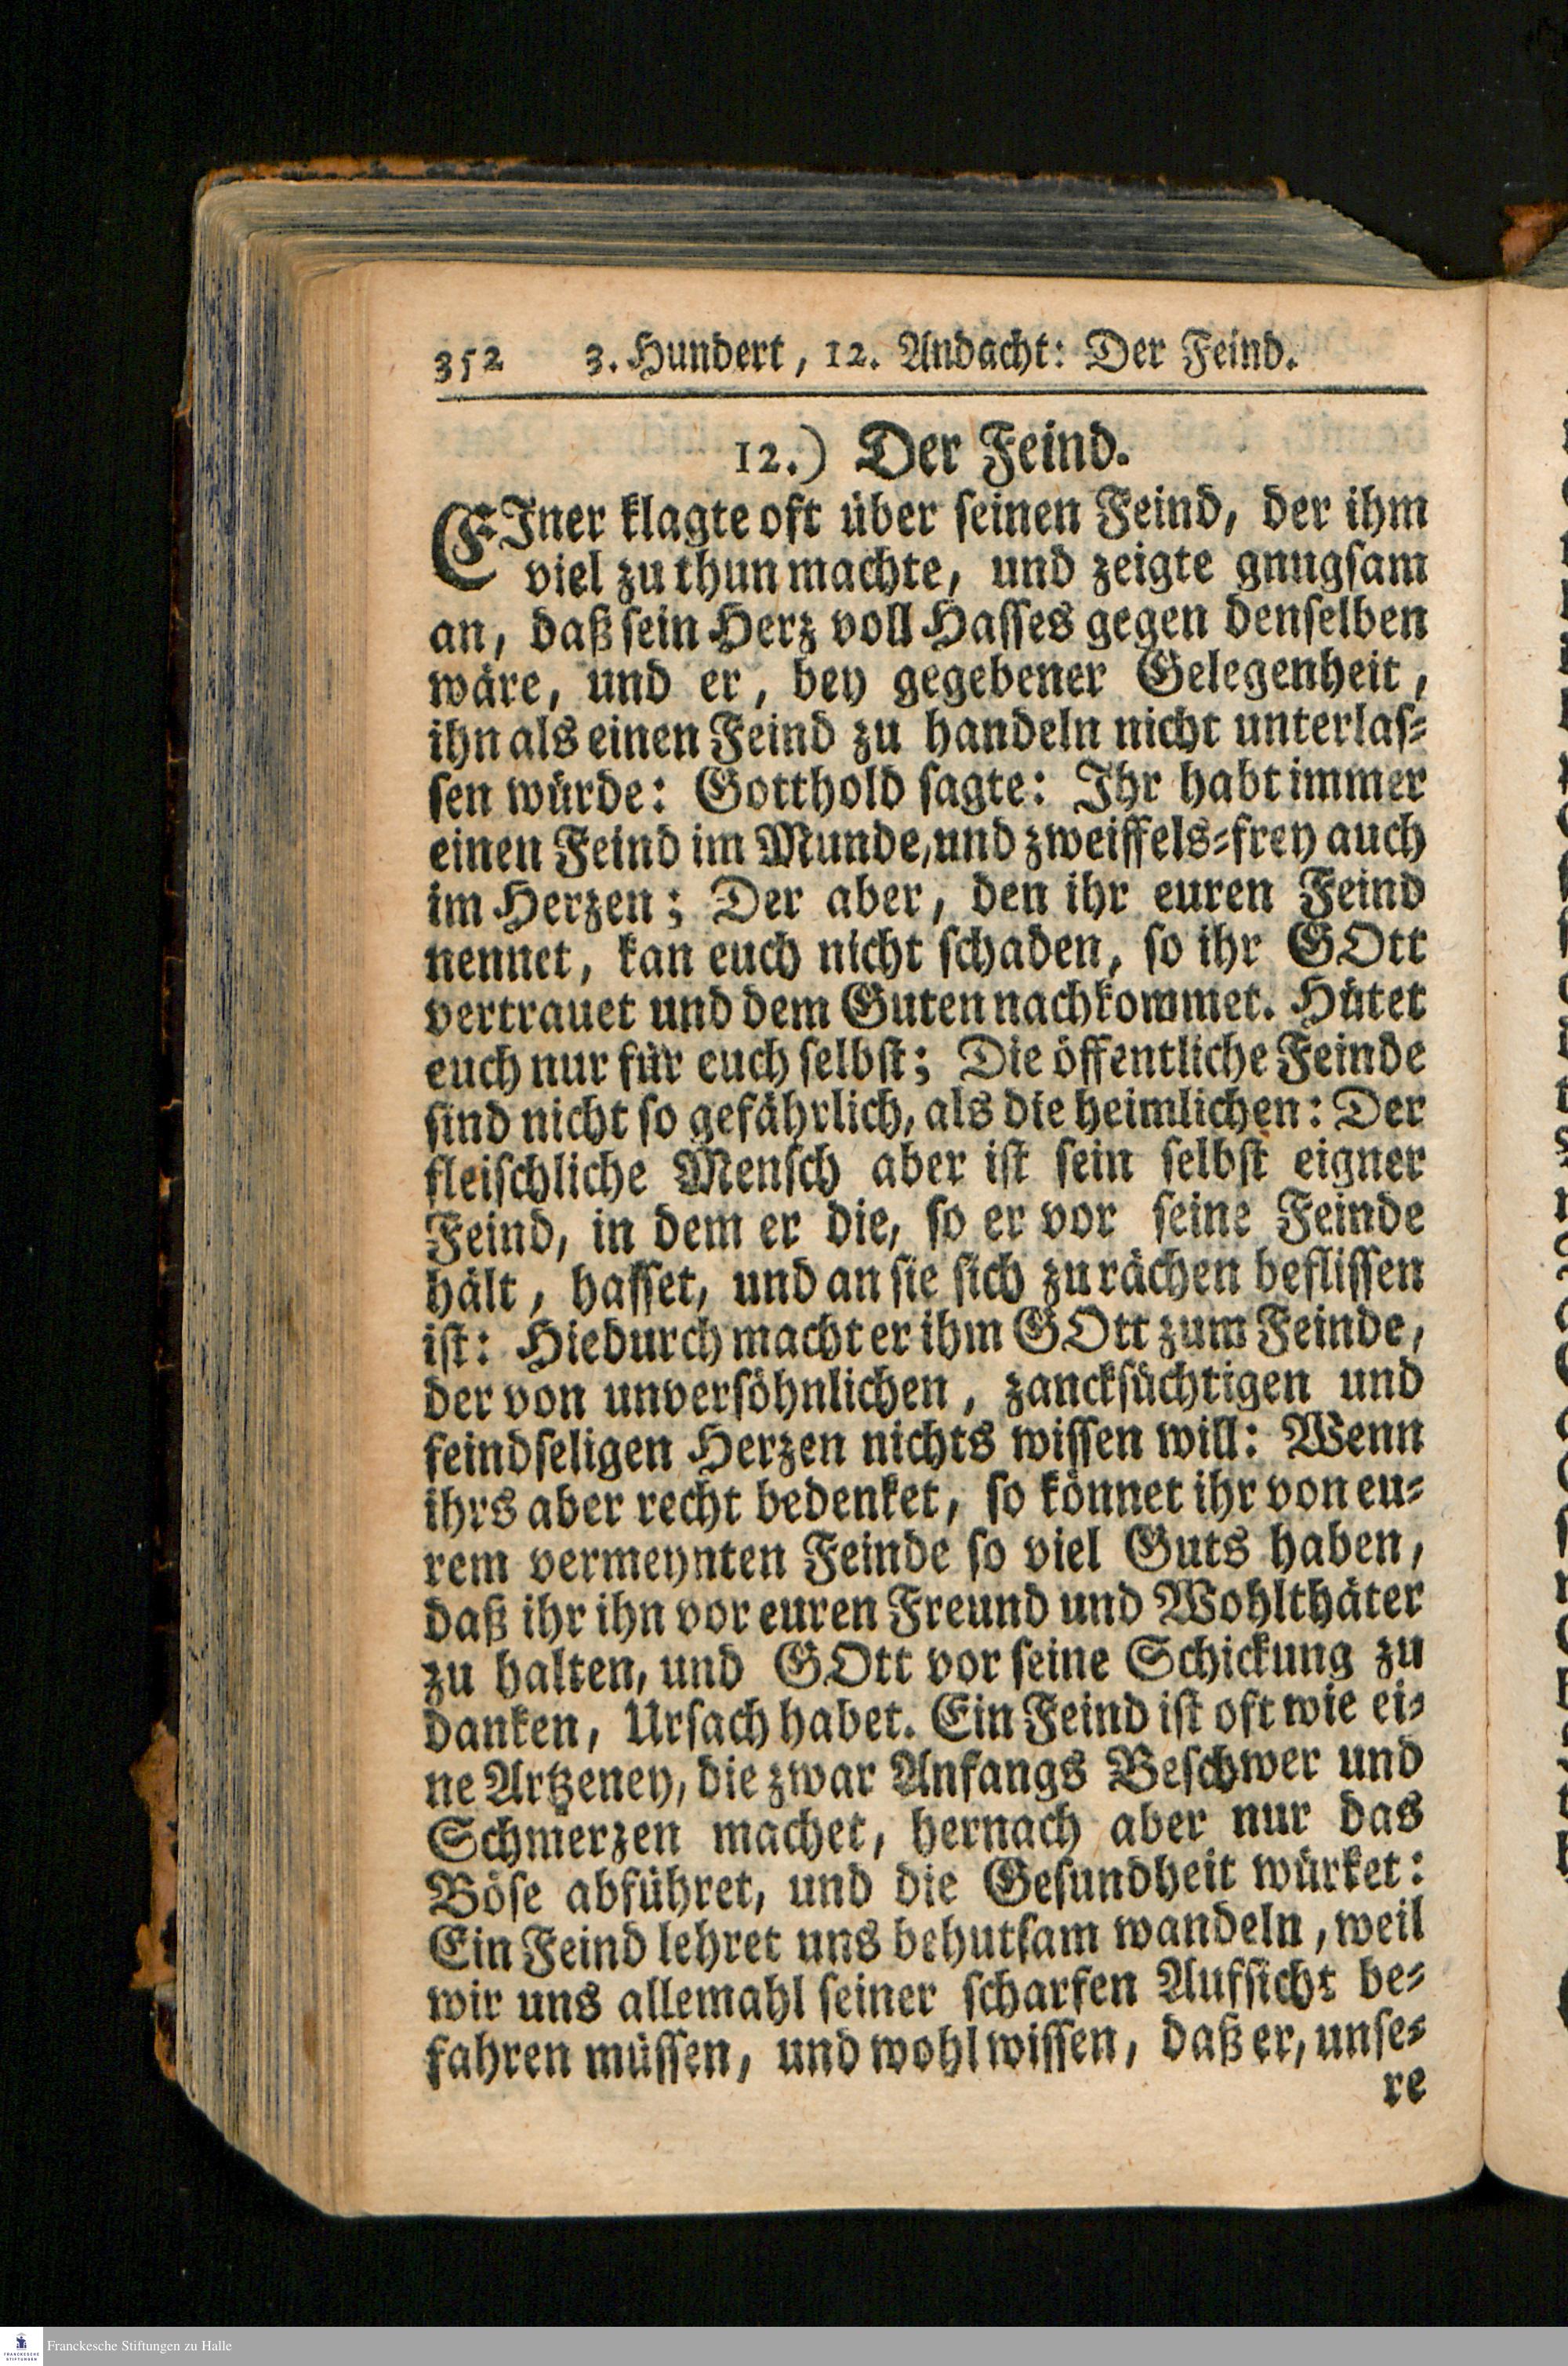 352 3. Hundert, 12. Andacht: Der Feind.
12.) Der Feind.
EJner klagte oft über seinen Feind, der ihm
viel zu thun machte, und zeigte gnugsam
an, daß sein Herz voll Hasses gegen denselben
wäre, und er, bey gegebener Gelegenheit,
ihn als einen Feind zu handeln nicht unterlas-
sen würde: Gotthold sagte: Ihr habt immer
einen Feind im Munde, und zweiffels-frey auch
im Herzen; Der aber, den ihr euren Feind
nennet, kan euch nicht schaden, so ihr GOtt
vertrauet und dem Guten nachkommet. Hütet
euch nur für euch selbst; Die öffentliche Feinde
sind nicht so gefährlich, als die heimlichen: Der
fleischliche Mensch aber ist sein selbst eigner
Feind, in dem er die, so er vor seine Feinde
hält, hasset, und an sie sich zu rächen beflissen
ist: Hiedurch macht er ihm GOtt zum Feinde,
der von unversöhnlichen, zancksüchtigen und
feindseligen Herzen nichts wissen will: Wenn
ihrs aber recht bedenket, so könnet ihr von eu-
rem vermeynten Feinde so viel Guts haben,
daß ihr ihn vor euren Freund und Wohlthäter
zu halten, und GOtt vor seine Schickung zu
danken, Ursach habet. Ein Feind ist oft wie ei-
ne Artzeney, die zwar Anfangs Beschwer und
Schmerzen machet, hernach aber nur das
Böse abführet, und die Gesundheit würket:
Ein Feind lehret uns behutsam wandeln, weil
wir uns allemahl seiner scharfen Aufsicht be-
fahren müssen, und wohl wissen, daß er, unse-
re
Franckesche Stiftungen zu Halle
FRANCKESCHE
STIFTUNGEN